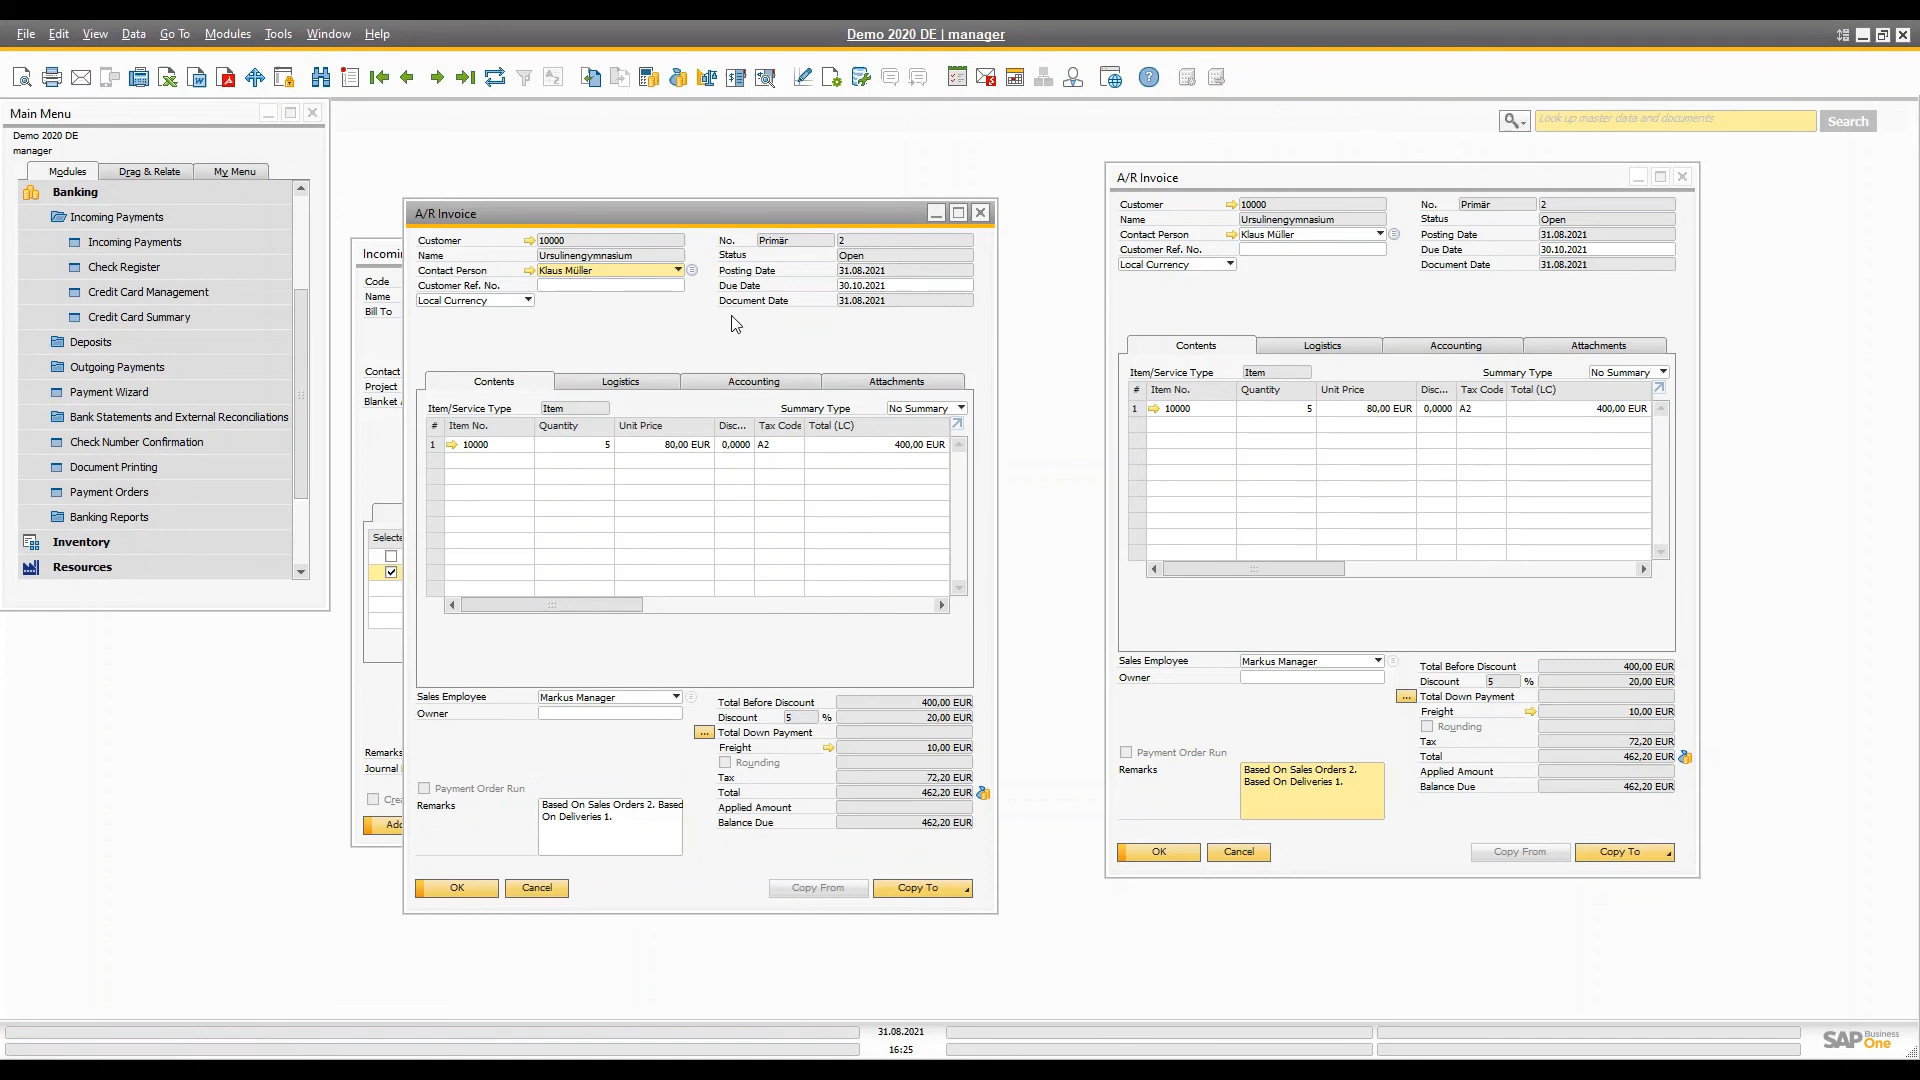 File Edit View Data Go To Modules Tools Window Help
Demo 2020 DE | manager
Look up master data and documents
Search
Main Menu
Demo 2020 DE
manager
Modules Drag & Relate My Menu
Banking
Incoming Payments
Incoming Payments
Check Register
Credit Card Management
Credit Card Summary
Deposits
Outgoing Payments
Payment Wizard
Bank Statements and External Reconciliations
Check Number Confirmation
Document Printing
Payment Orders
Banking Reports
Inventory
Resources
Incomi
Code
Name
Bill To
Contact
Project
Blanket
Selecte
Remarks
Journal
Crea
Add
A/R Invoice
Customer 10000 No. Primär 2
Name Ursulinengymnasium Status Open
Contact Person Klaus Müller Posting Date 31.08.2021
Customer Ref. No. Due Date 30.10.2021
Local Currency Document Date 31.08.2021
Contents Logistics Accounting Attachments
Item/Service Type Item Summary Type No Summary
# Item No. Quantity Unit Price Disc... Tax Code Total (LC)
1 10000 5 80,00 EUR 0,0000 A2 400,00 EUR
Sales Employee Markus Manager
Owner
Total Before Discount 400,00 EUR
Discount 5 % 20,00 EUR
... Total Down Payment
Freight 10,00 EUR
Rounding
Tax 72,20 EUR
Total 462,20 EUR
Applied Amount
Balance Due 462,20 EUR
Payment Order Run
Remarks
Based On Sales Orders 2. Based
On Deliveries 1.
OK Cancel Copy From Copy To
A/R Invoice
Customer 10000 No. Primär 2
Name Ursulinengymnasium Status Open
Contact Person Klaus Müller Posting Date 31.08.2021
Customer Ref. No. Due Date 30.10.2021
Local Currency Document Date 31.08.2021
Contents Logistics Accounting Attachments
Item/Service Type Item Summary Type No Summary
# Item No. Quantity Unit Price Disc... Tax Code Total (LC)
1 10000 5 80,00 EUR 0,0000 A2 400,00 EUR
Sales Employee Markus Manager
Owner
Total Before Discount 400,00 EUR
Discount 5 % 20,00 EUR
... Total Down Payment
Freight 10,00 EUR
Rounding
Tax 72,20 EUR
Total 462,20 EUR
Applied Amount
Balance Due 462,20 EUR
Payment Order Run
Remarks
Based On Sales Orders 2.
Based On Deliveries 1.
OK Cancel Copy From Copy To
31.08.2021
16:25
SAP Business One